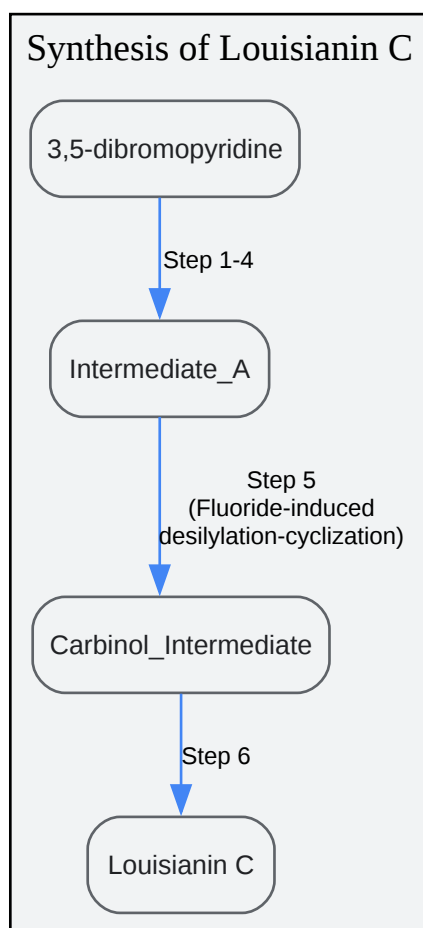 Synthesis of Louisianin C
3,5-dibromopyridine
Step 1-4
Intermediate_A
Step 5
(Fluoride-induced
desilylation-cyclization)
Carbinol_Intermediate
Step 6
Louisianin C